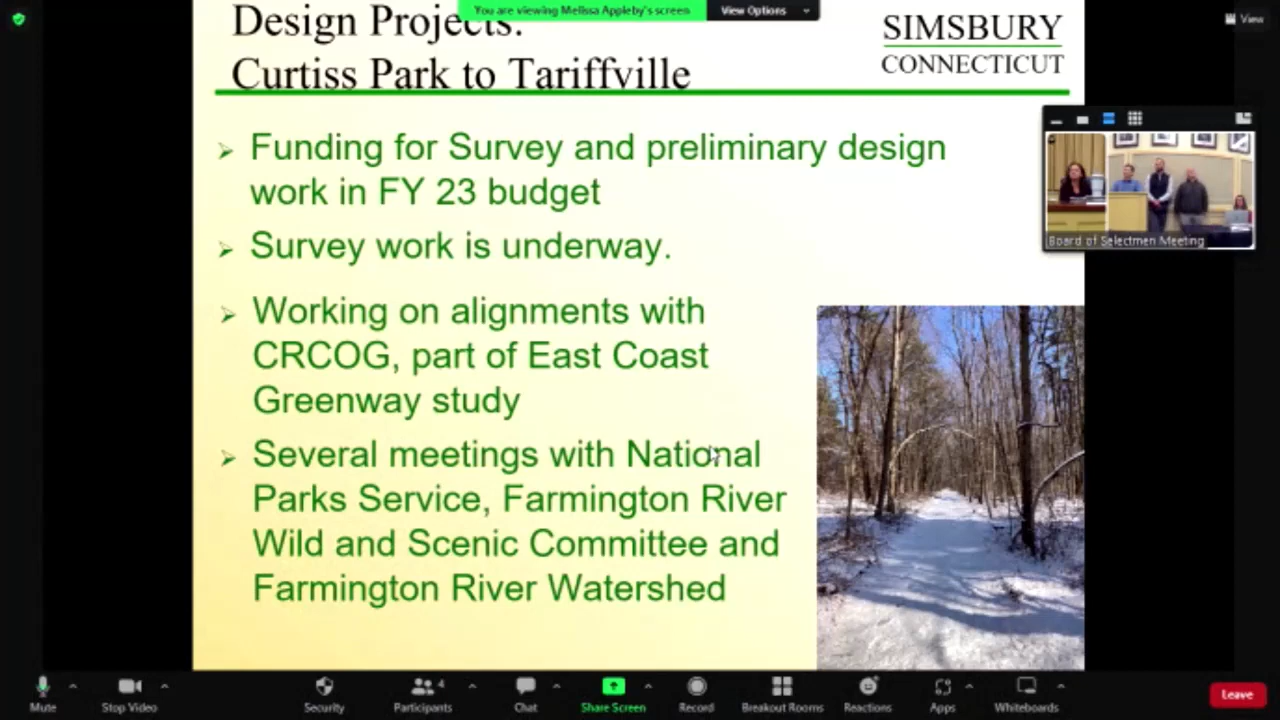 You are viewing Melissa Appleby's screen
View Options
View
Design Projects:
Curtiss Park to Tariffville
SIMSBURY
CONNECTICUT
Funding for Survey and preliminary design
work in FY 23 budget
Survey work is underway.
Working on alignments with
CRCOG, part of East Coast
Greenway study
Several meetings with National
Parks Service, Farmington River
Wild and Scenic Committee and
Farmington River Watershed
Board of Selectmen Meeting
Mute
Stop Video
Security
Participants
4
Chat
Share Screen
Record
Breakout Rooms
Reactions
Apps
Whiteboards
Leave